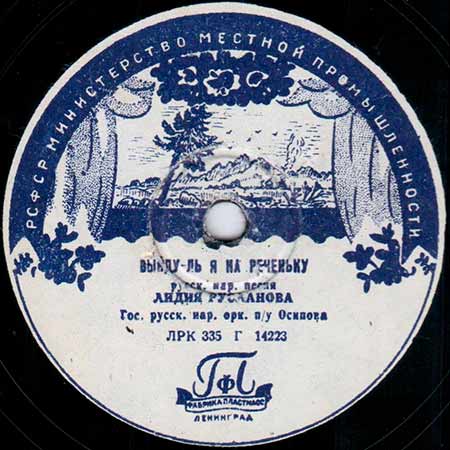 РСФСР МИНИСТЕРСТВО МЕСТНОЙ ПРОМЫШЛЕННОСТИ
ВЫЙДУ-ЛЬ Я НА РЕЧЕНЬКУ
русск. нар. песня
ЛИДИЯ РУСЛАНОВА
Гос. русск. нар. орк. п/у Осипова
ЛРК 335 Г 14223
ГФП
ФАБРИКА ПЛАСТМАСС
ЛЕНИНГРАД